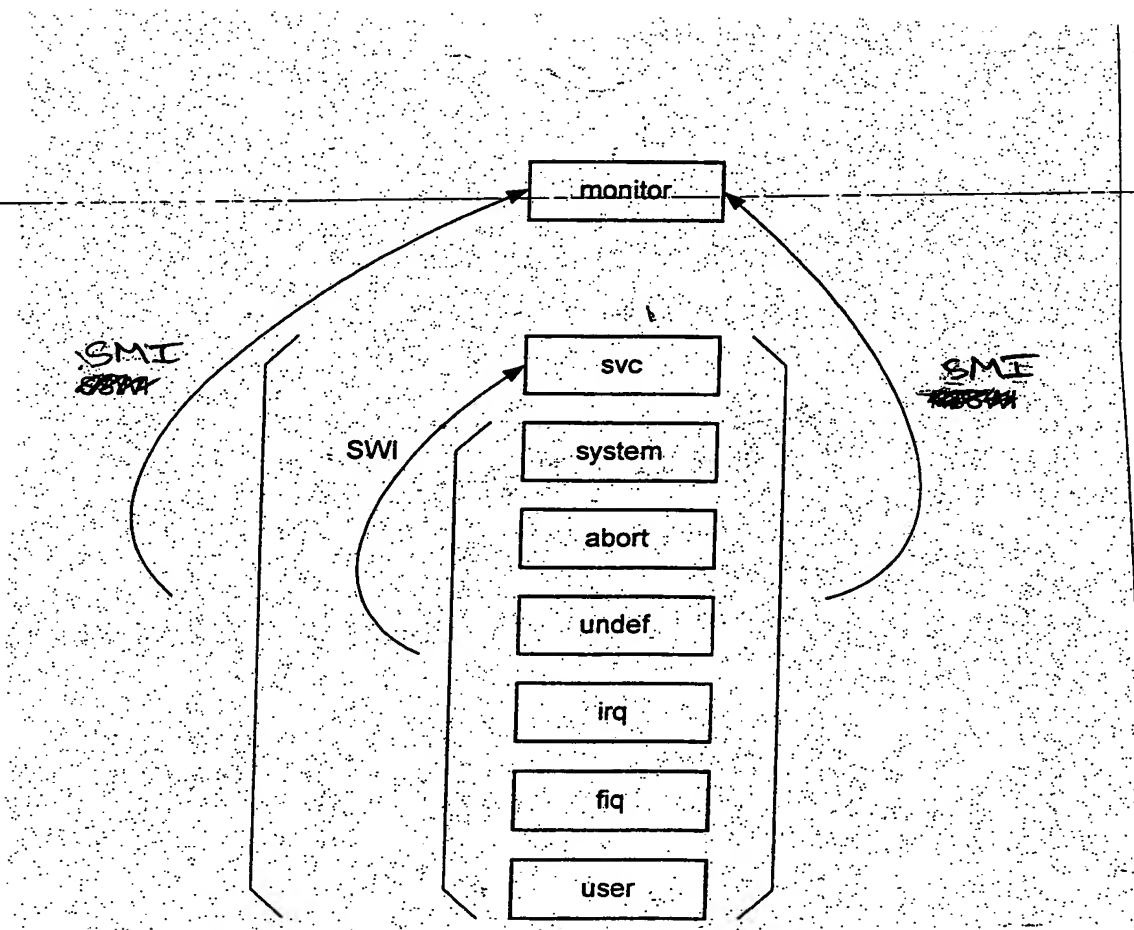 monitor
SMI
SMI
svc
SWI
system
abort
undef
irq
fiq
user